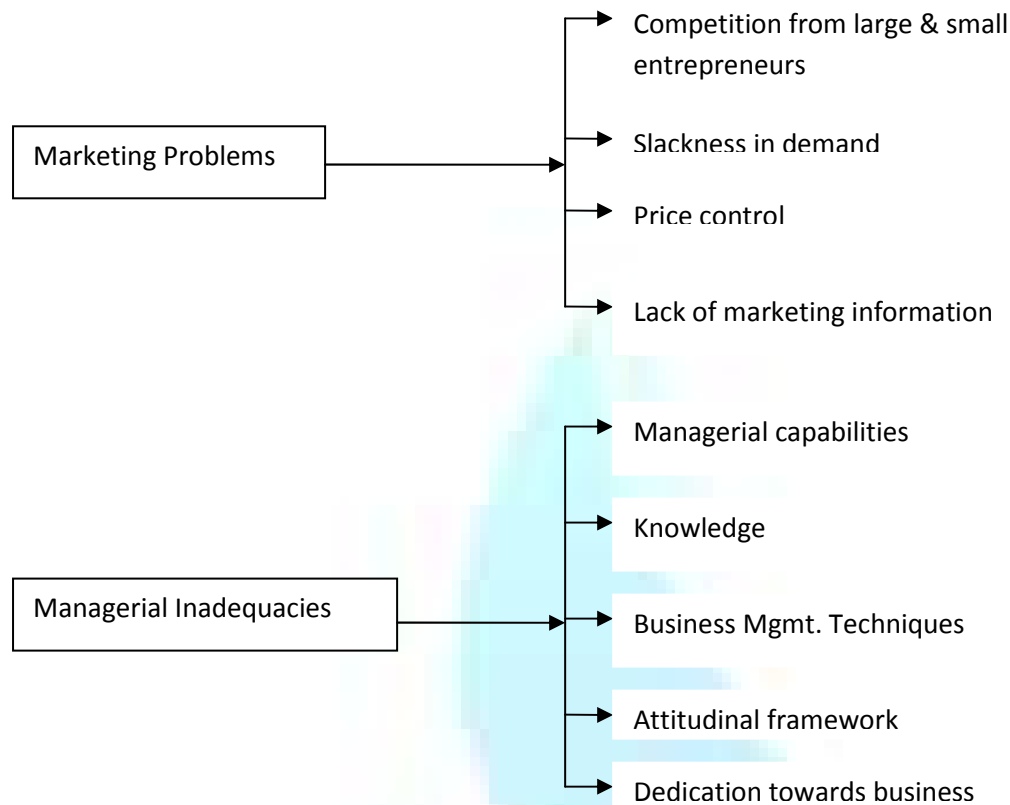 Competition from large & small
entrepreneurs
Marketing Problems
Slackness in demand
Price control
Lack of marketing information
Managerial capabilities
Knowledge
Managerial Inadequacies
Business Mgmt. Techniques
Attitudinal framework
Dedication towards business